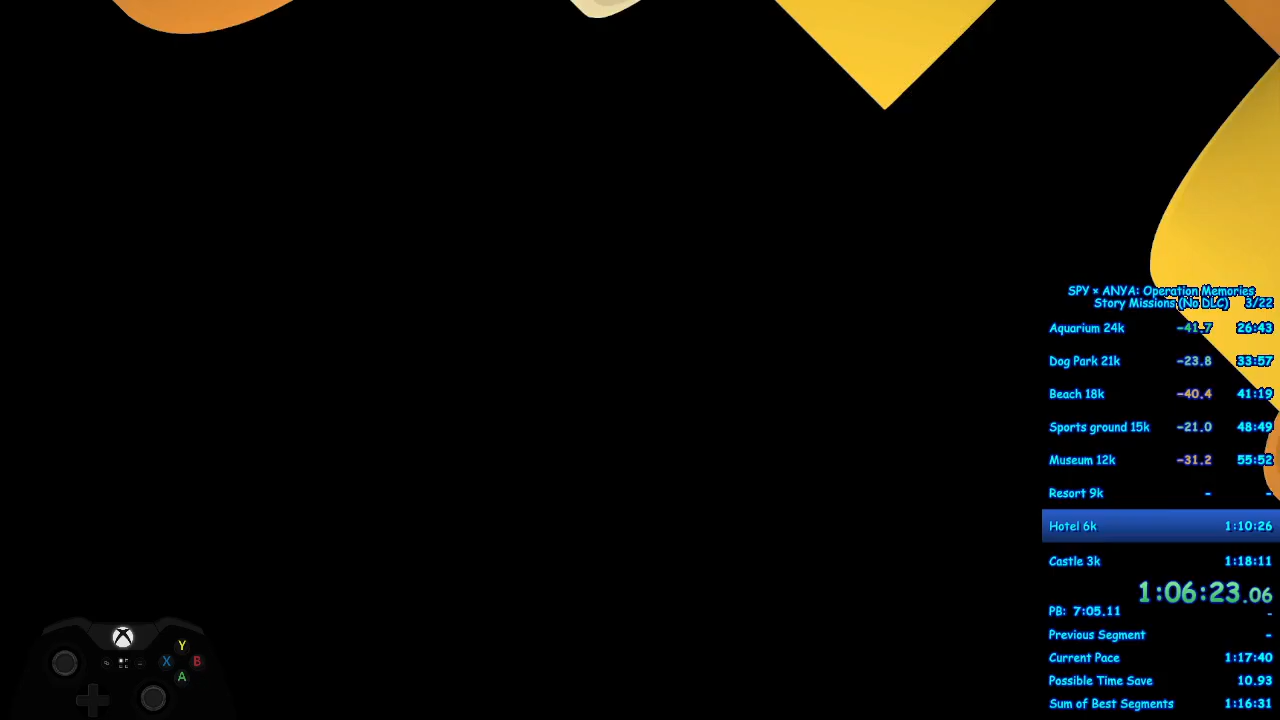 SPY × ANYA: Operation Memories
Story Missions (No DLC) 3/22
Aquarium 24k -41.7 26:43
Dog Park 21k -23.8 33:57
Beach 18k -40.4 41:19
Sports ground 15k -21.0 48:49
Museum 12k -31.2 55:52
Resort 9k - -
Hotel 6k 1:10:26
Castle 3k 1:18:11
1:06:23.06
PB: 7:05.11 -
Previous Segment -
Current Pace 1:17:40
Possible Time Save 10.93
Sum of Best Segments 1:16:31
Y
X B
A